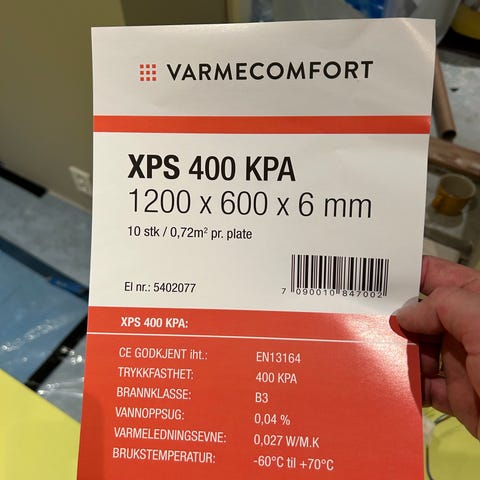 VARMECOMFORT
XPS 400 KPA
1200 x 600 x 6 mm
10 stk / 0,72m² pr. plate
El nr.: 5402077
7 090010 847002
XPS 400 KPA:
CE GODKJENT iht.: EN13164
TRYKKFASTHET: 400 KPA
BRANNKLASSE: B3
VANNOPPSUG: 0,04 %
VARMELEDNINGSEVNE: 0,027 W/M.K
BRUKSTEMPERATUR: -60°C til +70°C